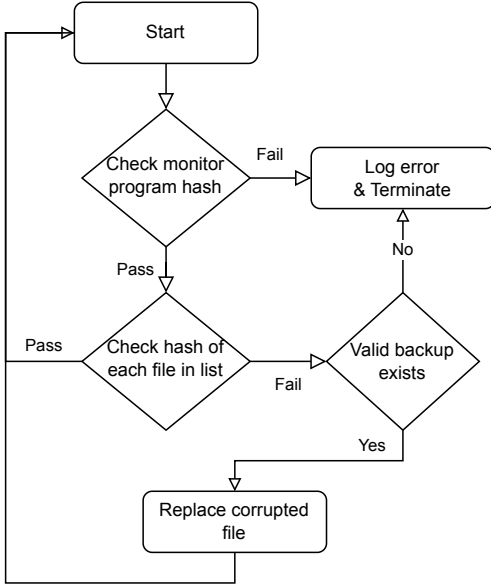 Start
Check monitor
program hash
Fail
Log error
& Terminate
Pass
No
Pass
Check hash of
each file in list
Fail
Valid backup
exists
Yes
Replace corrupted
file